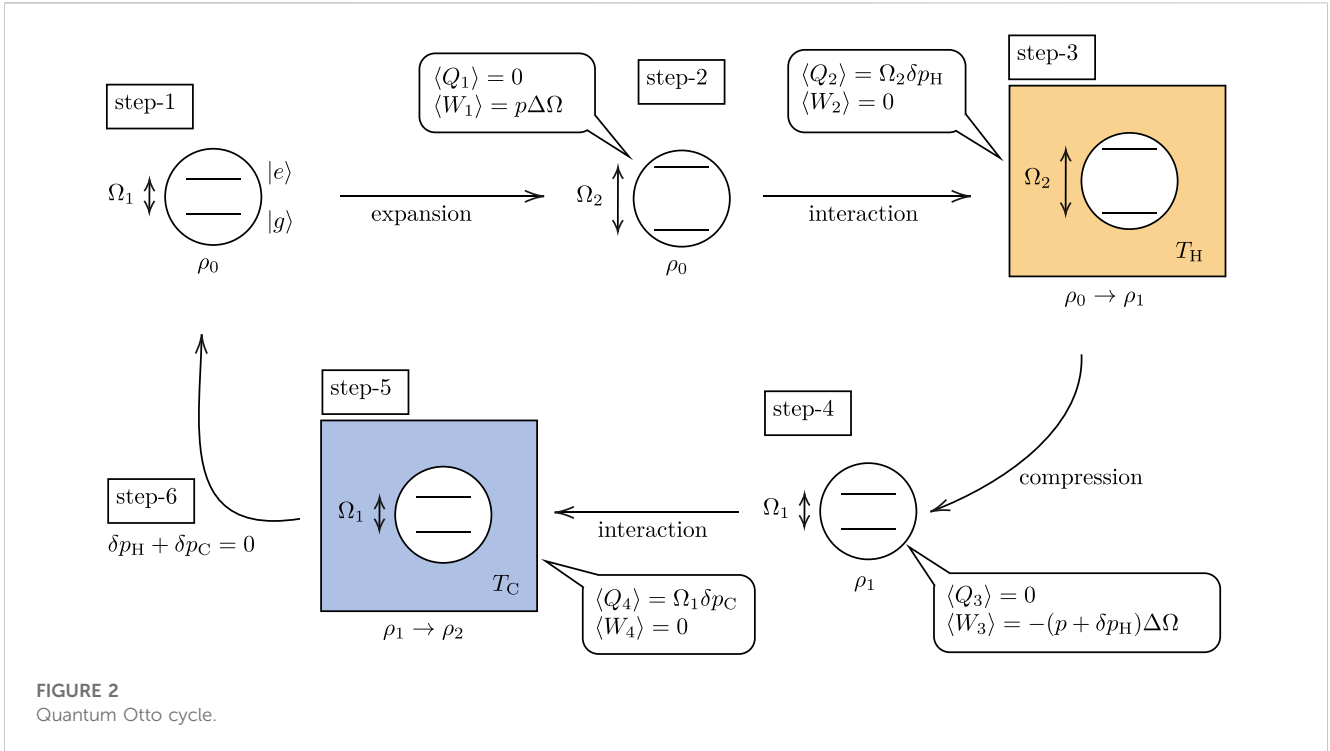 step-1
Ω₁
|e⟩
|g⟩
ρ₀
expansion
⟨Q₁⟩ = 0
⟨W₁⟩ = pΔΩ
step-2
Ω₂
ρ₀
interaction
⟨Q₂⟩ = Ω₂δp_H
⟨W₂⟩ = 0
step-3
Ω₂
T_H
ρ₀ → ρ₁
compression
step-4
Ω₁
ρ₁
⟨Q₃⟩ = 0
⟨W₃⟩ = −(p + δp_H)ΔΩ
interaction
step-5
Ω₁
T_C
ρ₁ → ρ₂
⟨Q₄⟩ = Ω₁δp_C
⟨W₄⟩ = 0
step-6
δp_H + δp_C = 0
FIGURE 2
Quantum Otto cycle.